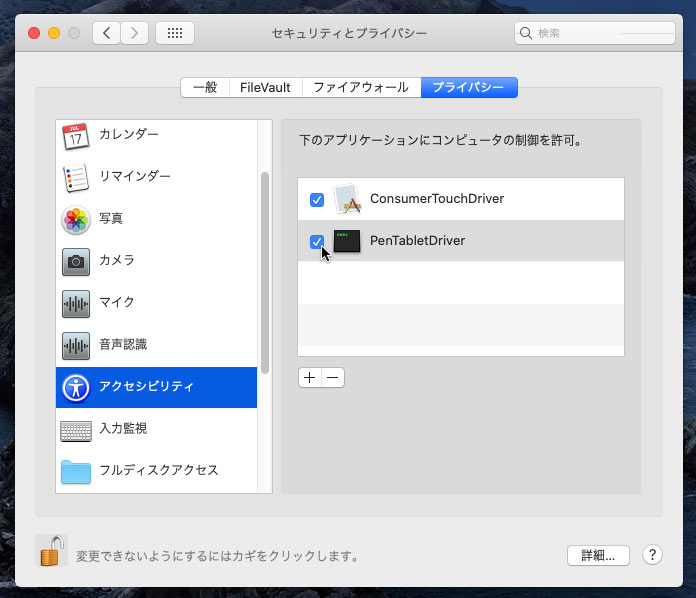 セキュリティとプライバシー
検索
一般 FileVault ファイアウォール プライバシー
JUL
17
カレンダー
リマインダー
写真
カメラ
マイク
音声認識
アクセシビリティ
入力監視
フルディスクアクセス
下のアプリケーションにコンピュータの制御を許可。
ConsumerTouchDriver
PenTabletDriver
+ −
変更できないようにするにはカギをクリックします。
詳細...
?